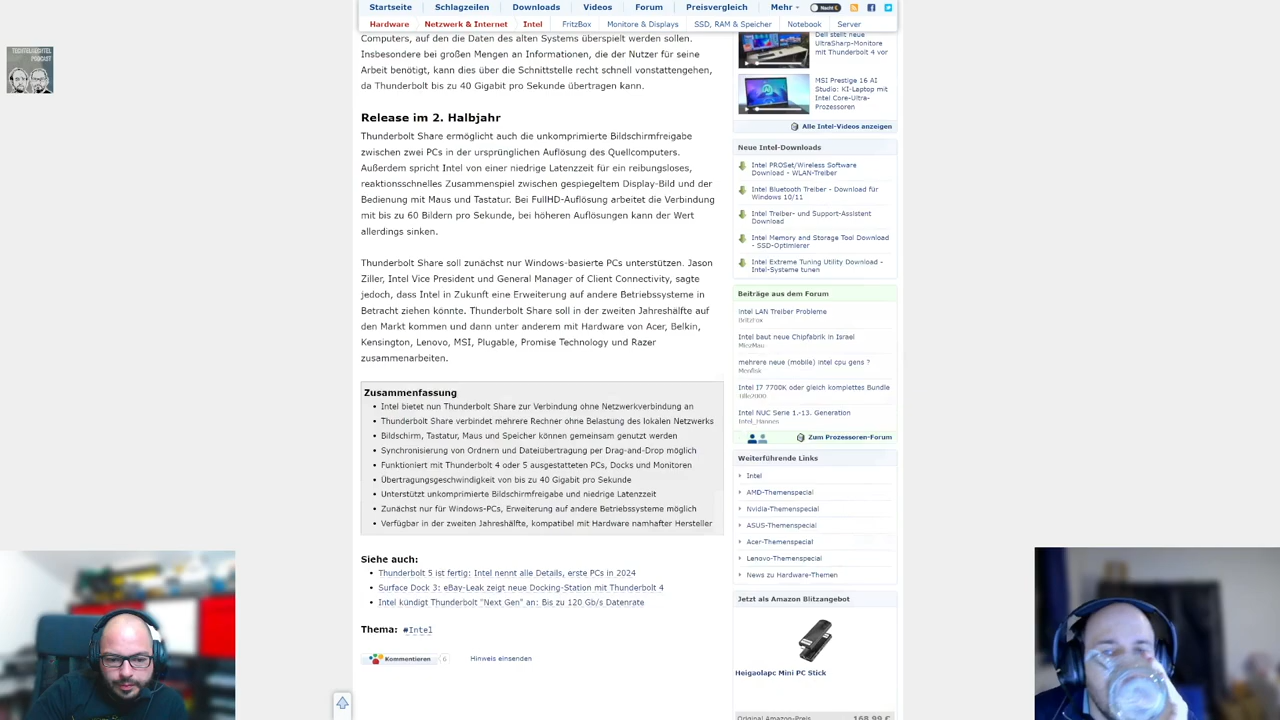 Startseite Schlagzeilen Downloads Videos Forum Preisvergleich Mehr
Hardware Netzwerk & Internet Intel FritzBox Monitore & Displays SSD, RAM & Speicher Notebook Server
PODCAST
Computers, auf den die Daten des alten Systems überspielt werden sollen.
Insbesondere bei großen Mengen an Informationen, die der Nutzer für seine
Arbeit benötigt, kann dies über die Schnittstelle recht schnell vonstattengehen,
da Thunderbolt bis zu 40 Gigabit pro Sekunde übertragen kann.
Release im 2. Halbjahr
Thunderbolt Share ermöglicht auch die unkomprimierte Bildschirmfreigabe
zwischen zwei PCs in der ursprünglichen Auflösung des Quellcomputers.
Außerdem spricht Intel von einer niedrige Latenzzeit für ein reibungsloses,
reaktionsschnelles Zusammenspiel zwischen gespiegeltem Display-Bild und der
Bedienung mit Maus und Tastatur. Bei FullHD-Auflösung arbeitet die Verbindung
mit bis zu 60 Bildern pro Sekunde, bei höheren Auflösungen kann der Wert
allerdings sinken.
Thunderbolt Share soll zunächst nur Windows-basierte PCs unterstützen. Jason
Ziller, Intel Vice President und General Manager of Client Connectivity, sagte
jedoch, dass Intel in Zukunft eine Erweiterung auf andere Betriebssysteme in
Betracht ziehen könnte. Thunderbolt Share soll in der zweiten Jahreshälfte auf
den Markt kommen und dann unter anderem mit Hardware von Acer, Belkin,
Kensington, Lenovo, MSI, Plugable, Promise Technology und Razer
zusammenarbeiten.
Zusammenfassung
• Intel bietet nun Thunderbolt Share zur Verbindung ohne Netzwerkverbindung an
• Thunderbolt Share verbindet mehrere Rechner ohne Belastung des lokalen Netzwerks
• Bildschirm, Tastatur, Maus und Speicher können gemeinsam genutzt werden
• Synchronisierung von Ordnern und Dateiübertragung per Drag-and-Drop möglich
• Funktioniert mit Thunderbolt 4 oder 5 ausgestatteten PCs, Docks und Monitoren
• Übertragungsgeschwindigkeit von bis zu 40 Gigabit pro Sekunde
• Unterstützt unkomprimierte Bildschirmfreigabe und niedrige Latenzzeit
• Zunächst nur für Windows-PCs, Erweiterung auf andere Betriebssysteme möglich
• Verfügbar in der zweiten Jahreshälfte, kompatibel mit Hardware namhafter Hersteller
Siehe auch:
• Thunderbolt 5 ist fertig: Intel nennt alle Details, erste PCs in 2024
• Surface Dock 3: eBay-Leak zeigt neue Docking-Station mit Thunderbolt 4
• Intel kündigt Thunderbolt "Next Gen" an: Bis zu 120 Gb/s Datenrate
Thema: #Intel
Kommentieren 6 Hinweis einsenden
Dell stellt neue
UltraSharp-Monitore
mit Thunderbolt 4 vor
MSI Prestige 16 AI
Studio: KI-Laptop mit
Intel Core-Ultra-
Prozessoren
Alle Intel-Videos anzeigen
Neue Intel-Downloads
Intel PROSet/Wireless Software
Download - WLAN-Treiber
Intel Bluetooth Treiber - Download für
Windows 10/11
Intel Treiber- und Support-Assistent
Download
Intel Memory and Storage Tool Download
- SSD-Optimierer
Intel Extreme Tuning Utility Download -
Intel-Systeme tunen
Beiträge aus dem Forum
Intel LAN Treiber Probleme
Intel baut neue Chipfabrik in Israel
mehrere neue (mobile) intel cpu gens ?
Intel I7 7700K oder gleich komplettes Bundle
Intel NUC Serie 1.-13. Generation
Zum Prozessoren-Forum
Weiterführende Links
Intel
AMD-Themenspecial
Nvidia-Themenspecial
ASUS-Themenspecial
Acer-Themenspecial
Lenovo-Themenspecial
News zu Hardware-Themen
Jetzt als Amazon Blitzangebot
Heigaolapc Mini PC Stick
Original Amazon-Preis 168,99 €